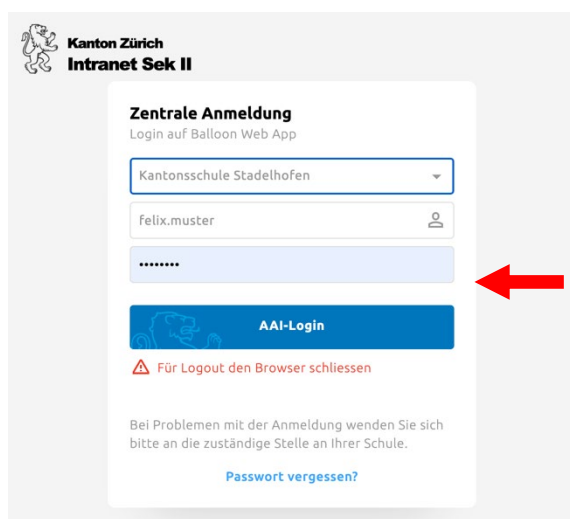 Kanton Zürich
Intranet Sek II
Zentrale Anmeldung
Login auf Balloon Web App
Kantonsschule Stadelhofen
felix.muster
••••••••
AAI-Login
Für Logout den Browser schliessen
Bei Problemen mit der Anmeldung wenden Sie sich
bitte an die zuständige Stelle an Ihrer Schule.
Passwort vergessen?